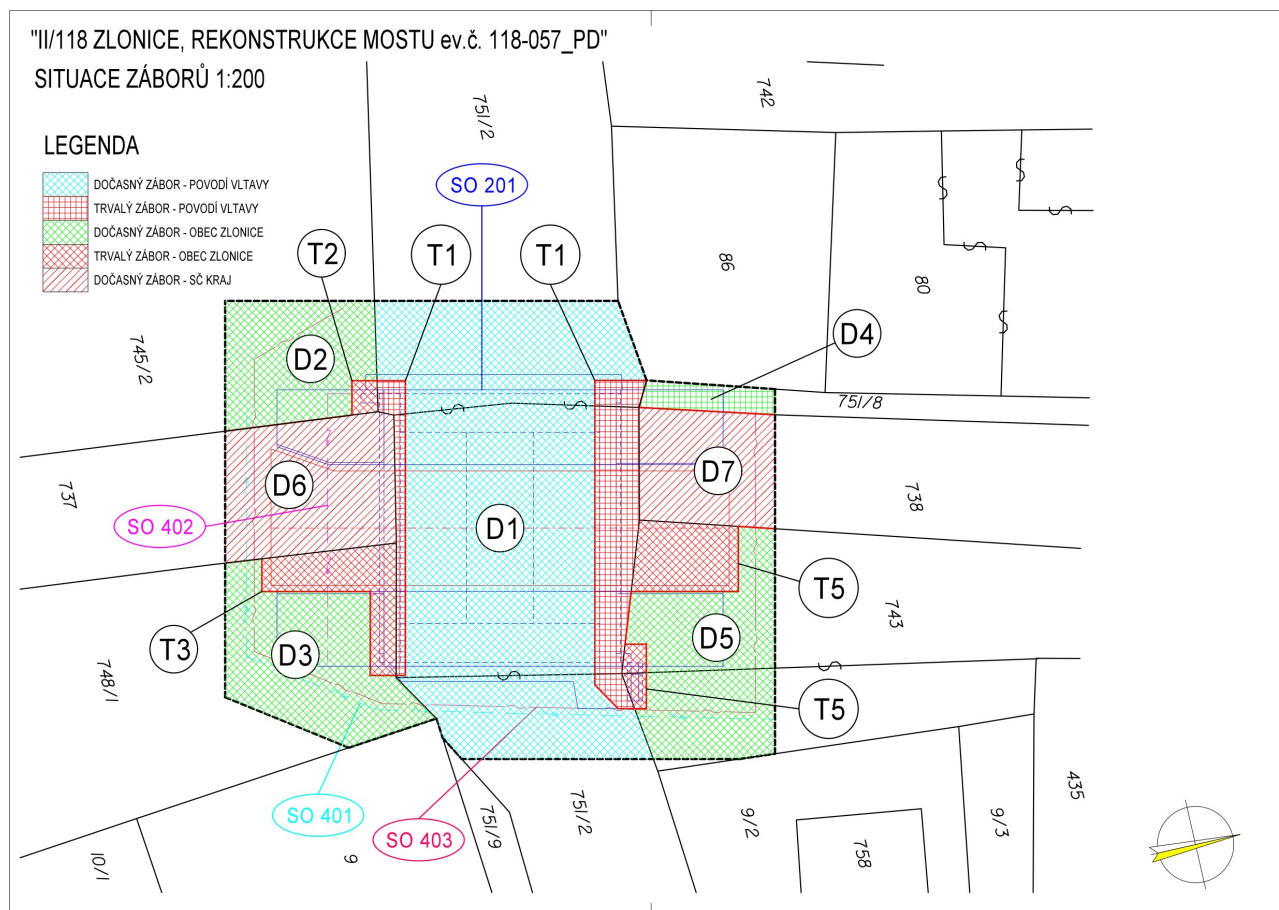 "II/118 ZLONICE, REKONSTRUKCE MOSTU ev.č. 118-057_PD"
SITUACE ZÁBORŮ 1:200
LEGENDA
DOČASNÝ ZÁBOR - POVODÍ VLTAVY
TRVALÝ ZÁBOR - POVODÍ VLTAVY
DOČASNÝ ZÁBOR - OBEC ZLONICE
TRVALÝ ZÁBOR - OBEC ZLONICE
DOČASNÝ ZÁBOR - SČ KRAJ
751/2
742
SO 201
T2
T1
T1
86
80
D4
745/2
D2
751/8
D6
D7
737
738
SO 402
D1
T5
743
T3
D3
D5
748/1
T5
SO 401
SO 403
751/9
751/2
9/2
758
9/3
435
10/1
9